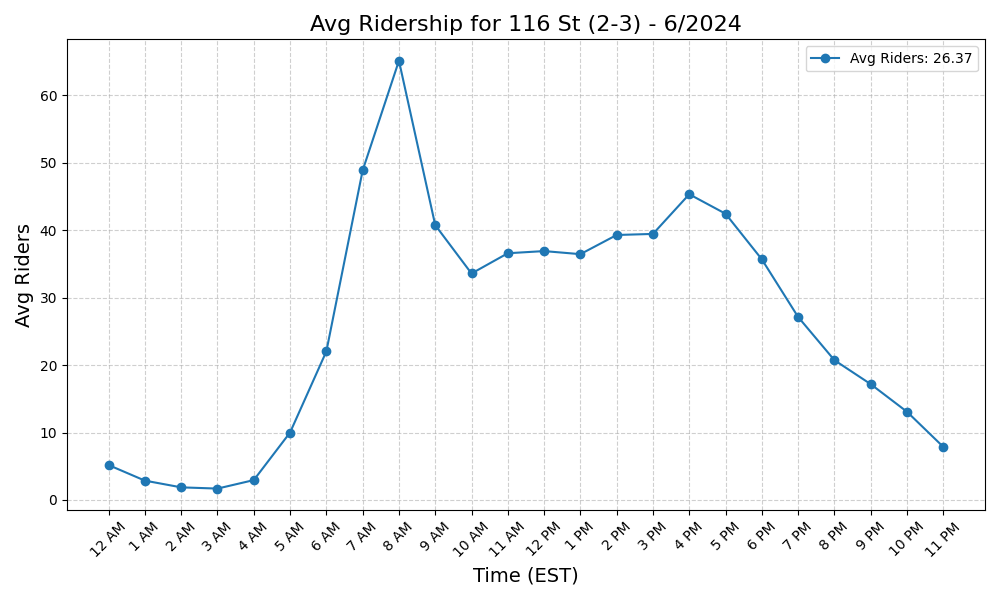 Avg Ridership for 116 St (2-3) - 6/2024
Avg Riders: 26.37
Avg Riders
60
50
40
30
20
10
0
12 AM
1 AM
2 AM
3 AM
4 AM
5 AM
6 AM
7 AM
8 AM
9 AM
10 AM
11 AM
12 PM
1 PM
2 PM
3 PM
4 PM
5 PM
6 PM
7 PM
8 PM
9 PM
10 PM
11 PM
Time (EST)